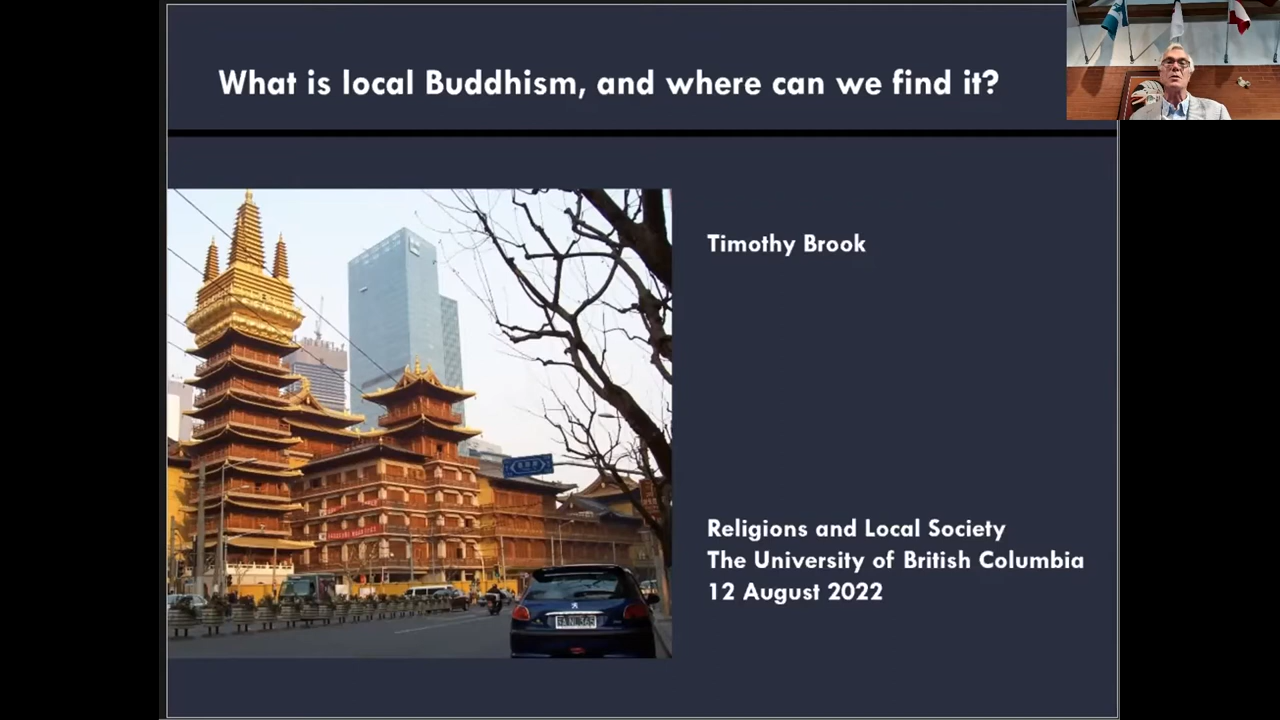 What is local Buddhism, and where can we find it?
Timothy Brook
Religions and Local Society
The University of British Columbia
12 August 2022